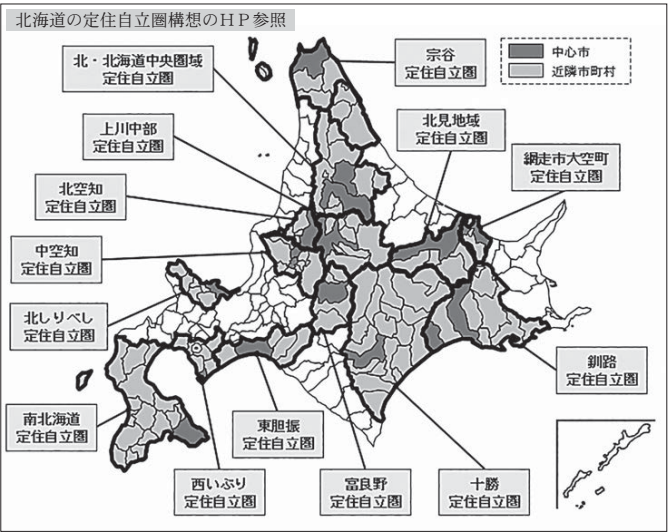 北海道の定住自立圏構想のHP参照
宗谷
定住自立圏
中心市
近隣市町村
北・北海道中央圏域
定住自立圏
北見地域
定住自立圏
上川中部
定住自立圏
網走市大空町
定住自立圏
北空知
定住自立圏
中空知
定住自立圏
北しりべし
定住自立圏
釧路
定住自立圏
南北海道
定住自立圏
東胆振
定住自立圏
西いぶり
定住自立圏
富良野
定住自立圏
十勝
定住自立圏